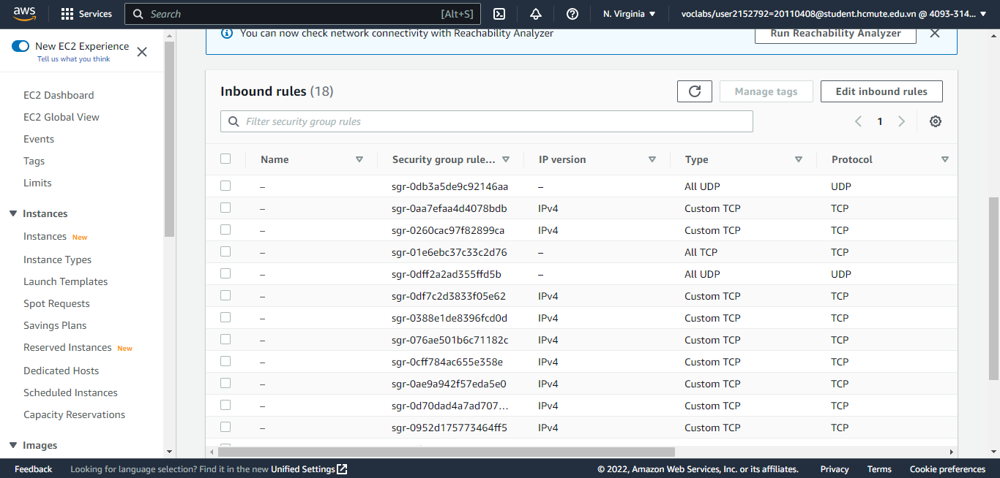 aws
Services
Search [Alt+S]
N. Virginia
voclabs/user2152792=20110408@student.hcmute.edu.vn @ 4093-314...
New EC2 Experience
Tell us what you think
EC2 Dashboard
EC2 Global View
Events
Tags
Limits
Instances
Instances New
Instance Types
Launch Templates
Spot Requests
Savings Plans
Reserved Instances New
Dedicated Hosts
Scheduled Instances
Capacity Reservations
Images
You can now check network connectivity with Reachability Analyzer
Run Reachability Analyzer
Inbound rules (18)
Manage tags
Edit inbound rules
Filter security group rules
1
Name Security group rule... IP version Type Protocol
– sgr-0db3a5de9c92146aa – All UDP UDP
– sgr-0aa7efaa4d4078bdb IPv4 Custom TCP TCP
– sgr-0260cac97f82899ca IPv4 Custom TCP TCP
– sgr-01e6ebc37c33c2d76 – All TCP TCP
– sgr-0dff2a2ad355ffd5b – All UDP UDP
– sgr-0df7c2d3833f05e62 IPv4 Custom TCP TCP
– sgr-0388e1de8396fcd0d IPv4 Custom TCP TCP
– sgr-076ae501b6c71182c IPv4 Custom TCP TCP
– sgr-0cff784ac655e358e IPv4 Custom TCP TCP
– sgr-0ae9a942f57eda5e0 IPv4 Custom TCP TCP
– sgr-0d70dad4a7ad707... IPv4 Custom TCP TCP
– sgr-0952d175773464ff5 IPv4 Custom TCP TCP
Feedback
Looking for language selection? Find it in the new Unified Settings
© 2022, Amazon Web Services, Inc. or its affiliates.
Privacy
Terms
Cookie preferences